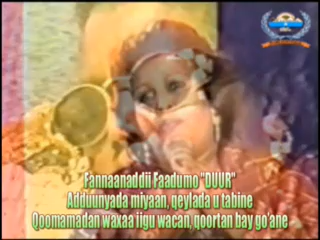 Fannaanaddii Faadumo "DUUR"
Adduunyada miyaan, qeylada u tabine
Qoomamadan waxaa iigu wacan, qoortan bay go'ane